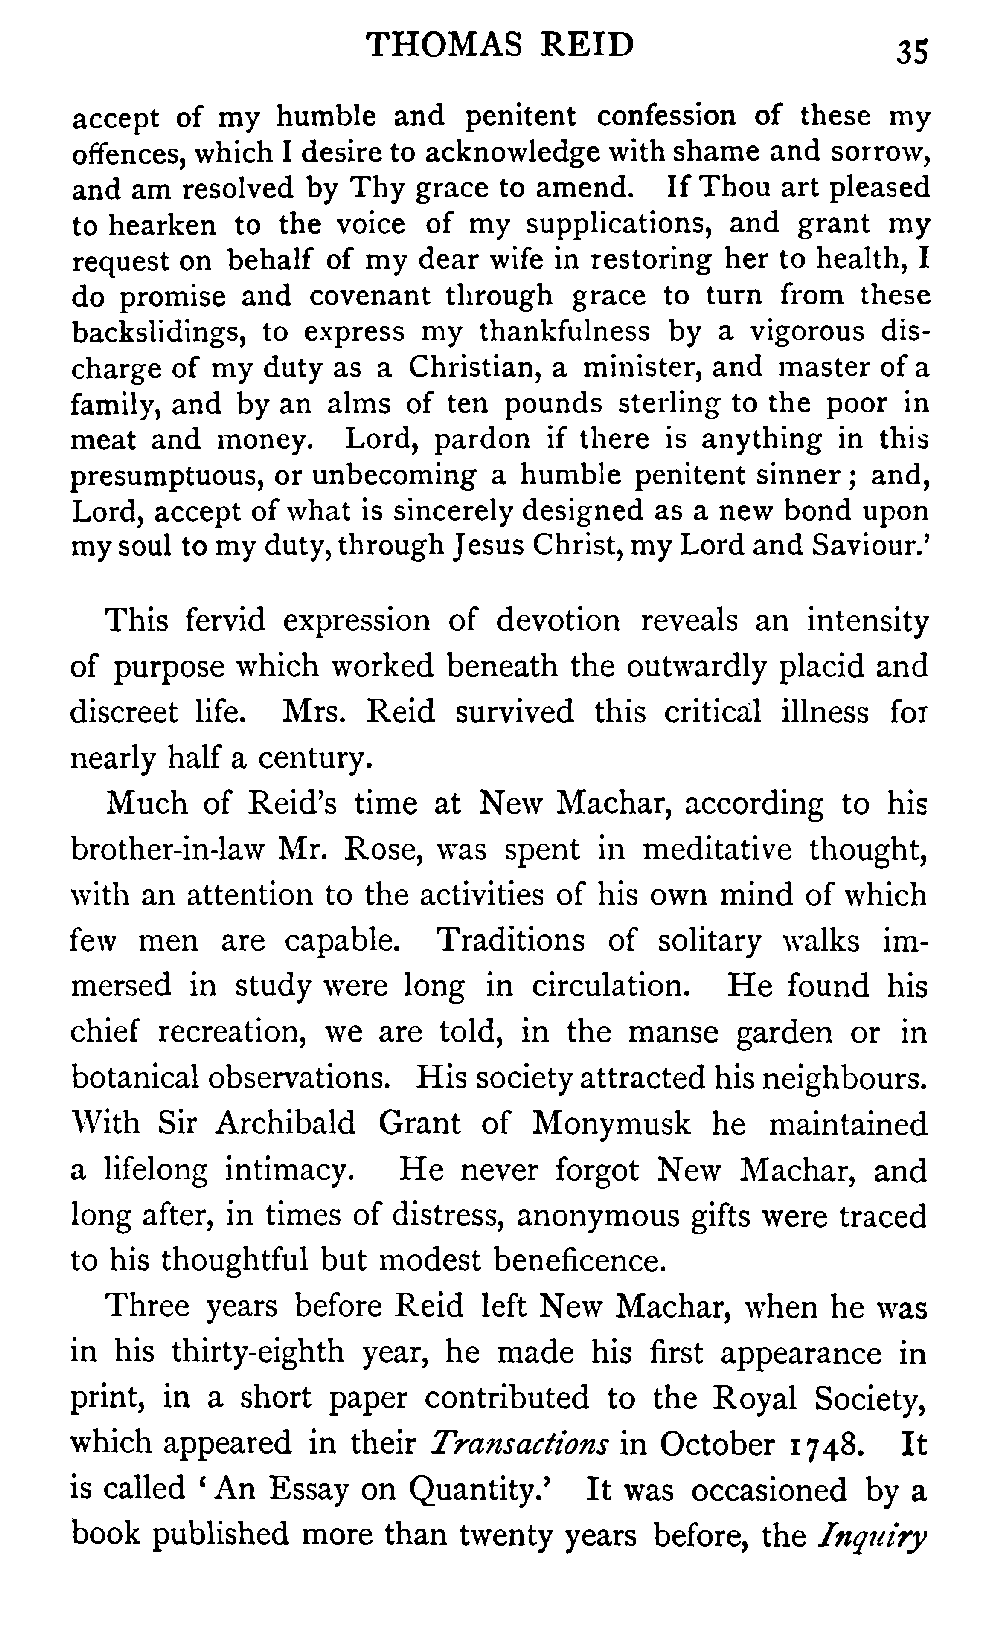 THOMAS REID 35
accept of my humble and penitent confession of these my
offences, which I desire to acknowledge with shame and sorrow,
and am resolved by Thy grace to amend. If Thou art pleased
to hearken to the voice of my supplications, and grant my
request on behalf of my dear wife in restoring her to health, I
do promise and covenant through grace to turn from these
backslidings, to express my thankfulness by a vigorous dis-
charge of my duty as a Christian, a minister, and master of a
family, and by an alms of ten pounds sterling to the poor in
meat and money. Lord, pardon if there is anything in this
presumptuous, or unbecoming a humble penitent sinner; and,
Lord, accept of what is sincerely designed as a new bond upon
my soul to my duty, through Jesus Christ, my Lord and Saviour.'
This fervid expression of devotion reveals an intensity
of purpose which worked beneath the outwardly placid and
discreet life. Mrs. Reid survived this critical illness for
nearly half a century.
Much of Reid's time at New Machar, according to his
brother-in-law Mr. Rose, was spent in meditative thought,
with an attention to the activities of his own mind of which
few men are capable. Traditions of solitary walks im-
mersed in study were long in circulation. He found his
chief recreation, we are told, in the manse garden or in
botanical observations. His society attracted his neighbours.
With Sir Archibald Grant of Monymusk he maintained
a lifelong intimacy. He never forgot New Machar, and
long after, in times of distress, anonymous gifts were traced
to his thoughtful but modest beneficence.
Three years before Reid left New Machar, when he was
in his thirty-eighth year, he made his first appearance in
print, in a short paper contributed to the Royal Society,
which appeared in their Transactions in October 1748. It
is called 'An Essay on Quantity.' It was occasioned by a
book published more than twenty years before, the Inquiry